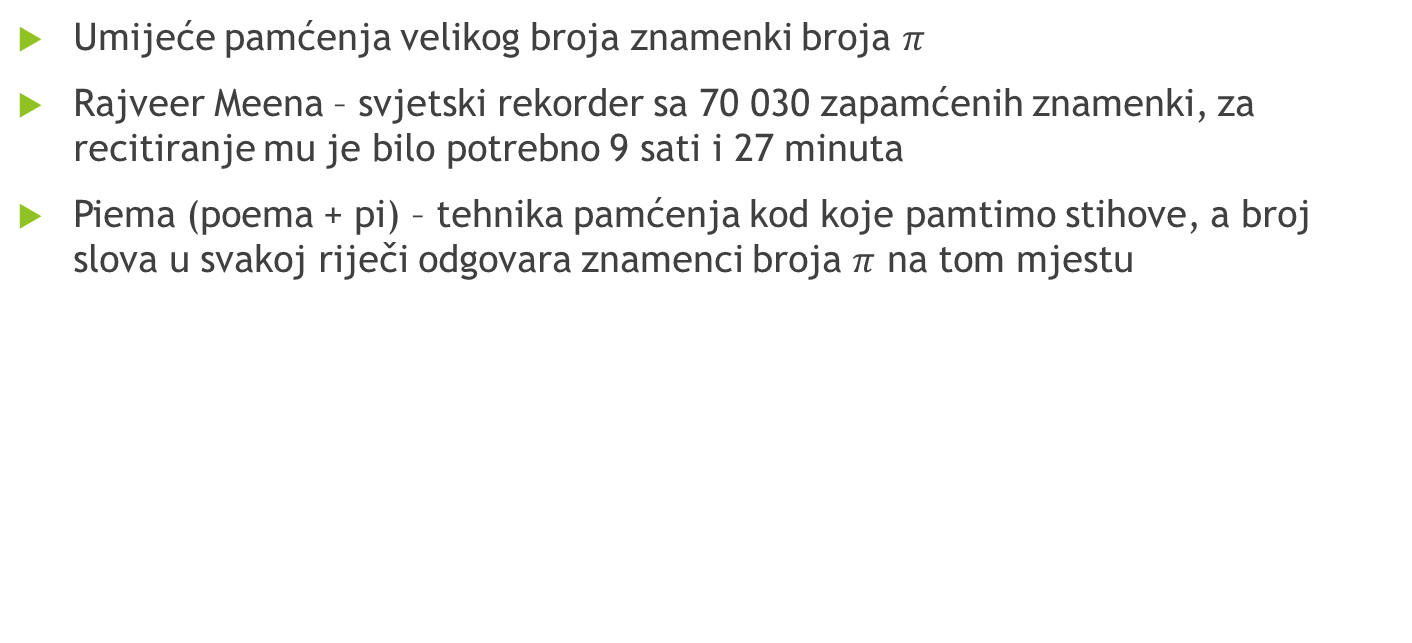 Umijeće pamćenja velikog broja znamenki broja π
Rajveer Meena – svjetski rekorder sa 70 030 zapamćenih znamenki, za
recitiranje mu je bilo potrebno 9 sati i 27 minuta
Piema (poema + pi) – tehnika pamćenja kod koje pamtimo stihove, a broj
slova u svakoj riječi odgovara znamenci broja π na tom mjestu